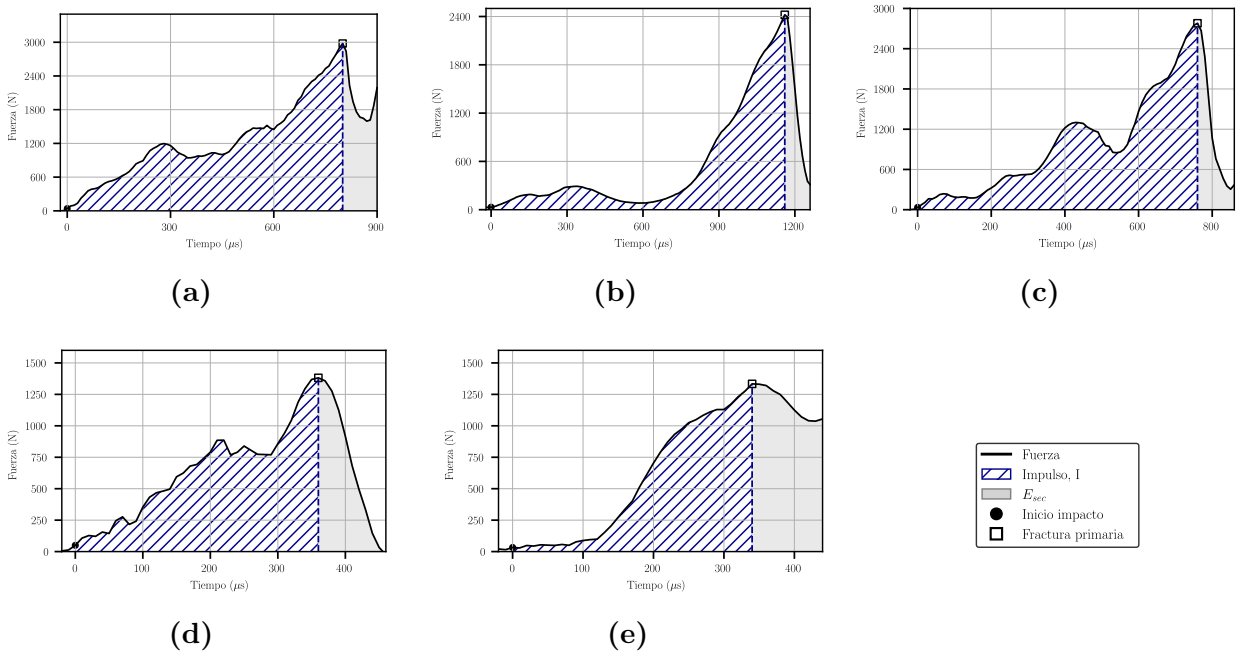 3000
2400
1800
1200
600
0
Fuerza (N)
0 300 600 900
Tiempo (μs)
(a)
2400
1800
1200
600
0
Fuerza (N)
0 300 600 900 1200
Tiempo (μs)
(b)
3000
2400
1800
1200
600
0
Fuerza (N)
0 200 400 600 800
Tiempo (μs)
(c)
1500
1250
1000
750
500
250
0
Fuerza (N)
0 100 200 300 400
Tiempo (μs)
(d)
1500
1250
1000
750
500
250
0
Fuerza (N)
0 100 200 300 400
Tiempo (μs)
(e)
Fuerza
Impulso, I
E_sec
Inicio impacto
Fractura primaria